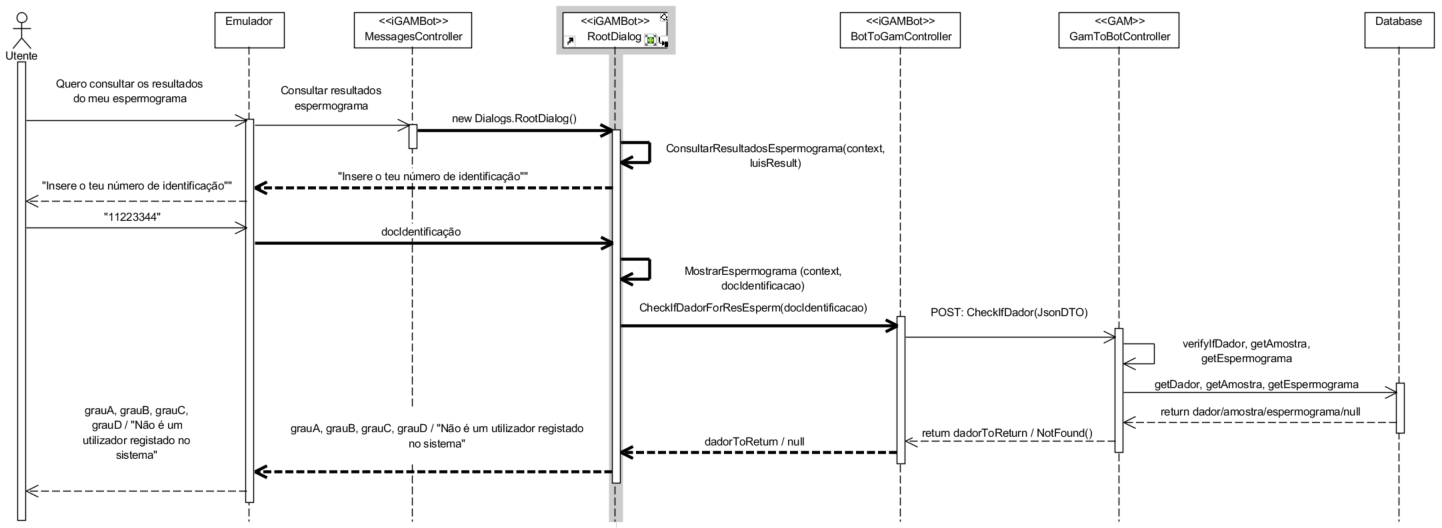 Utente
Emulador
<<iGAMBot>>
MessagesController
<<iGAMBot>>
RootDialog
<<iGAMBot>>
BotToGamController
<<GAM>>
GamToBotController
Database
Quero consultar os resultados
do meu espermograma
Consultar resultados
espermograma
new Dialogs.RootDialog()
ConsultarResultadosEspermograma(context,
luisResult)
"Insere o teu número de identificação""
"Insere o teu número de identificação""
"11223344"
docIdentificação
MostrarEspermograma (context,
docIdentificacao)
CheckIfDadorForResEsperm(docIdentificacao)
POST: CheckIfDador(JsonDTO)
verifyIfDador, getAmostra,
getEspermograma
getDador, getAmostra, getEspermograma
return dador/amostra/espermograma/null
return dadorToReturn / NotFound()
dadorToReturn / null
grauA, grauB, grauC, grauD / "Não é um utilizador registado
no sistema"
grauA, grauB, grauC,
grauD / "Não é um
utilizador registado no
sistema"